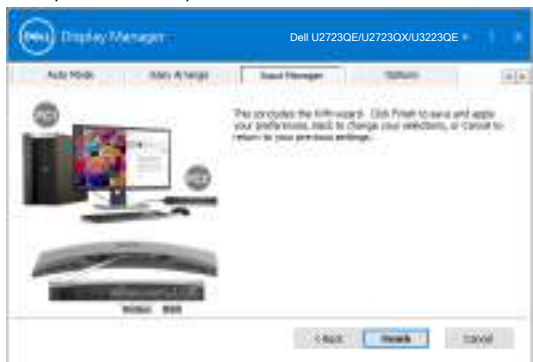 DELL Display Manager
Dell U2723QE/U2723QX/U3223QE
Auto Mode Easy Arrange Input Manager Options
PC1
This concludes the KVM wizard. Click Finish to save and apply
your preferences, Back to change your selections, or Cancel to
return to your previous settings.
PC2
Video USB
< Back Finish Cancel